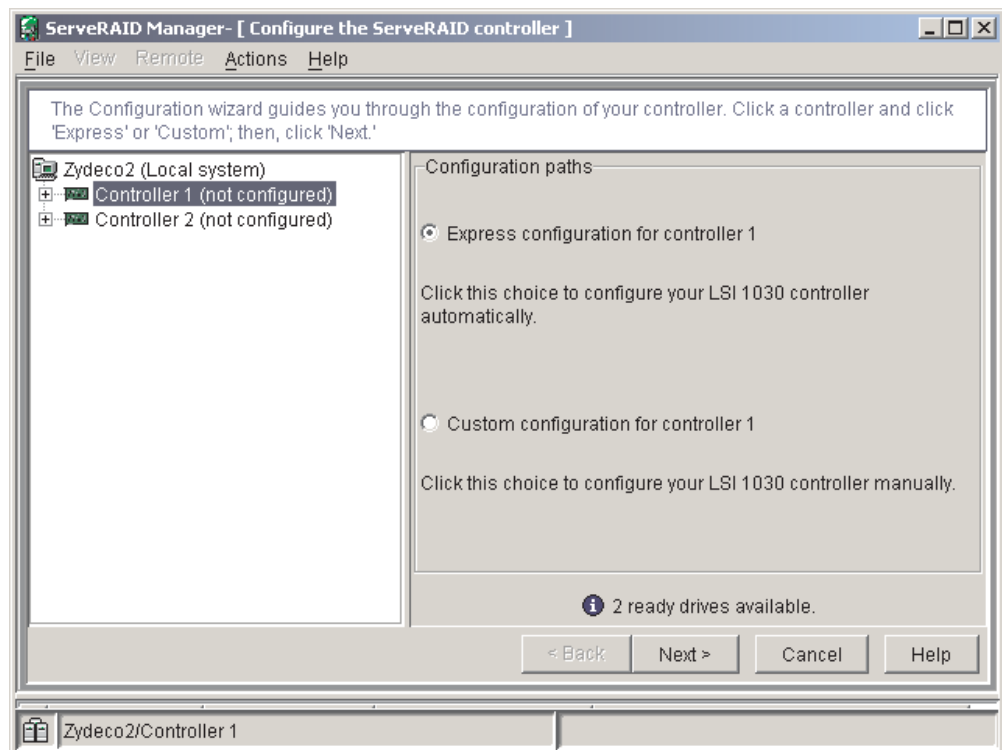 ServeRAID Manager- [ Configure the ServeRAID controller ]
File View Remote Actions Help
The Configuration wizard guides you through the configuration of your controller. Click a controller and click
'Express' or 'Custom'; then, click 'Next.'
Zydeco2 (Local system)
Controller 1 (not configured)
Controller 2 (not configured)
Configuration paths
Express configuration for controller 1
Click this choice to configure your LSI 1030 controller
automatically.
Custom configuration for controller 1
Click this choice to configure your LSI 1030 controller manually.
2 ready drives available.
< Back Next > Cancel Help
Zydeco2/Controller 1